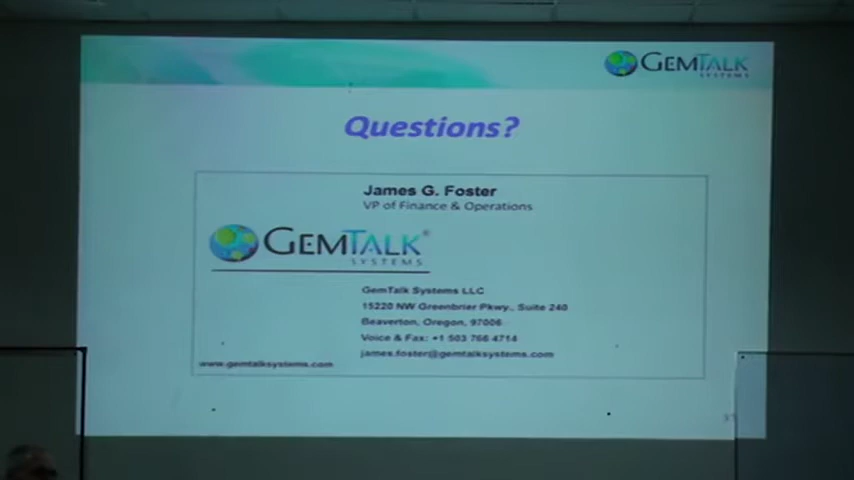 GEMTALK
SYSTEMS
Questions?
James G. Foster
VP of Finance & Operations
GEMTALK®
SYSTEMS
GemTalk Systems LLC
15220 NW Greenbrier Pkwy., Suite 240
Beaverton, Oregon, 97006
Voice & Fax: +1 503 766 4714
james.foster@gemtalksystems.com
www.gemtalksystems.com